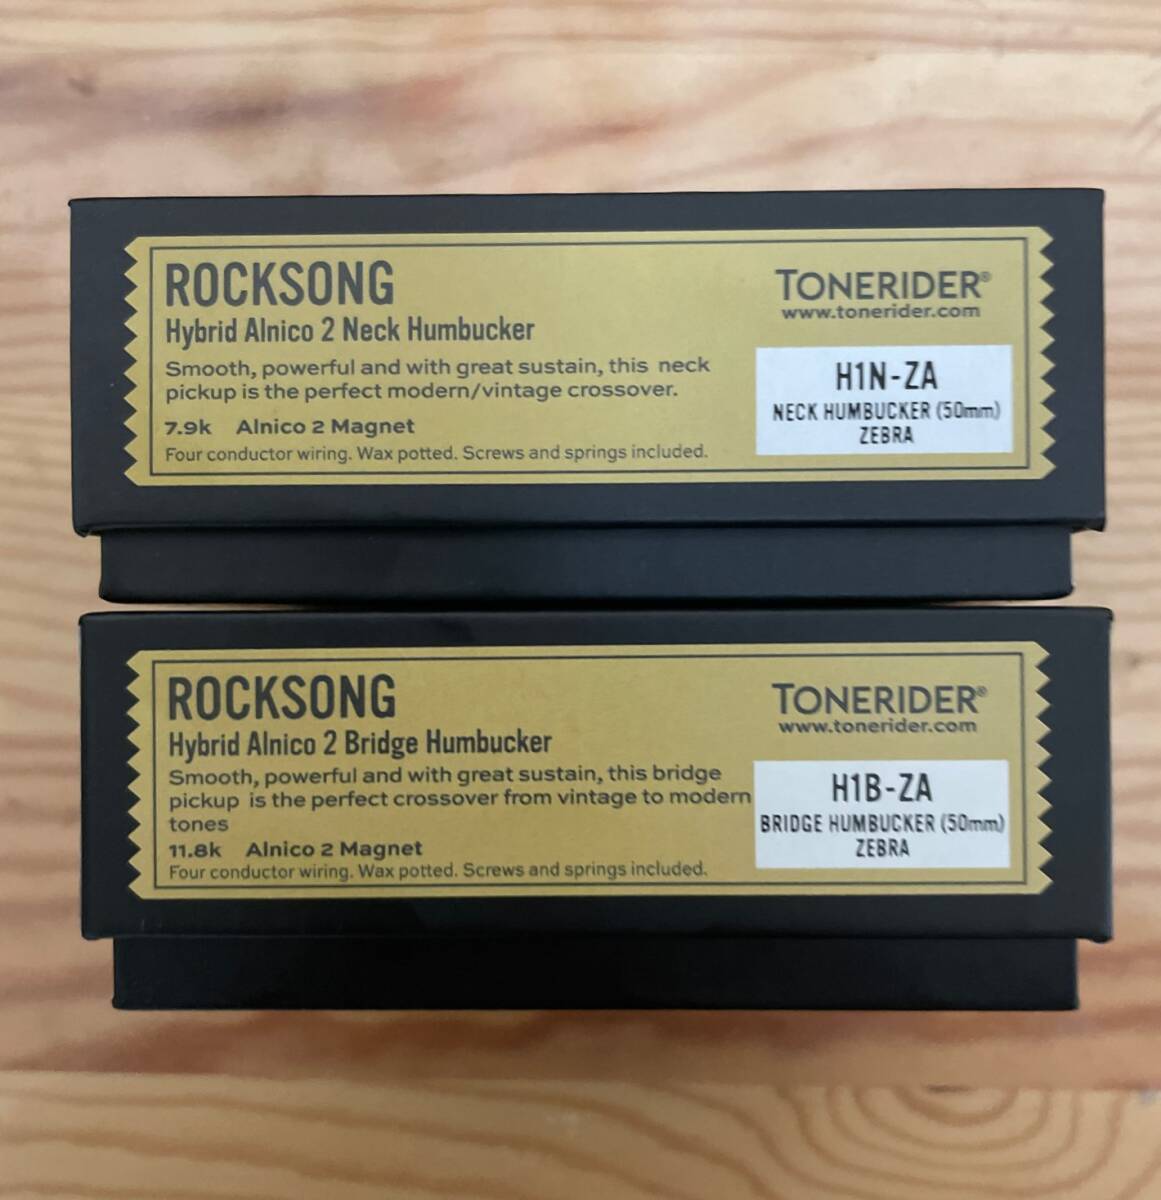 ROCKSONG
Hybrid Alnico 2 Neck Humbucker
Smooth, powerful and with great sustain, this neck
pickup is the perfect modern/vintage crossover.
7.9k Alnico 2 Magnet
Four conductor wiring. Wax potted. Screws and springs included.
TONERIDER®
www.tonerider.com
H1N-ZA
NECK HUMBUCKER (50mm)
ZEBRA
ROCKSONG
Hybrid Alnico 2 Bridge Humbucker
Smooth, powerful and with great sustain, this bridge
pickup is the perfect crossover from vintage to modern
tones
11.8k Alnico 2 Magnet
Four conductor wiring. Wax potted. Screws and springs included.
TONERIDER®
www.tonerider.com
H1B-ZA
BRIDGE HUMBUCKER (50mm)
ZEBRA